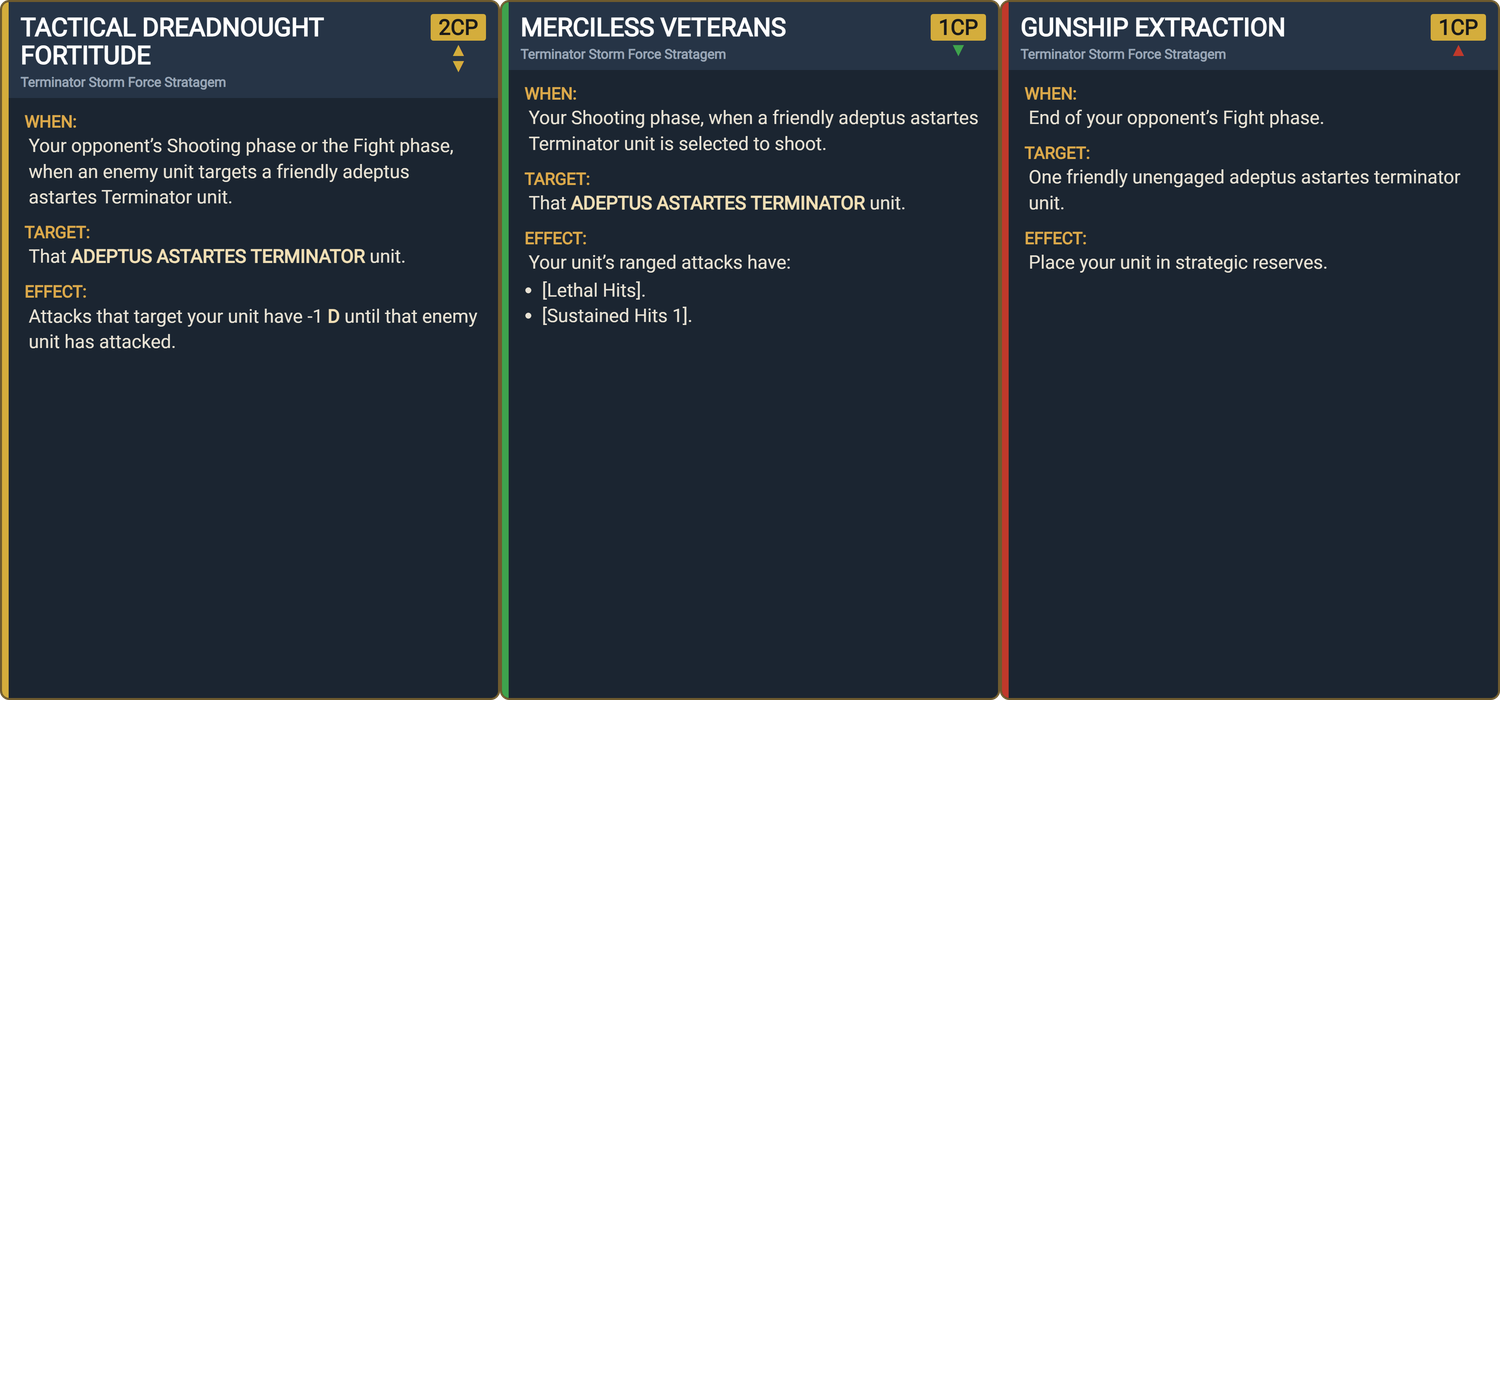 TACTICAL DREADNOUGHT
FORTITUDE
2CP
Terminator Storm Force Stratagem
WHEN:
Your opponent’s Shooting phase or the Fight phase,
when an enemy unit targets a friendly adeptus
astartes Terminator unit.
TARGET:
That ADEPTUS ASTARTES TERMINATOR unit.
EFFECT:
Attacks that target your unit have -1 D until that enemy
unit has attacked.
MERCILESS VETERANS
1CP
Terminator Storm Force Stratagem
WHEN:
Your Shooting phase, when a friendly adeptus astartes
Terminator unit is selected to shoot.
TARGET:
That ADEPTUS ASTARTES TERMINATOR unit.
EFFECT:
Your unit’s ranged attacks have:
• [Lethal Hits].
• [Sustained Hits 1].
GUNSHIP EXTRACTION
1CP
Terminator Storm Force Stratagem
WHEN:
End of your opponent’s Fight phase.
TARGET:
One friendly unengaged adeptus astartes terminator
unit.
EFFECT:
Place your unit in strategic reserves.